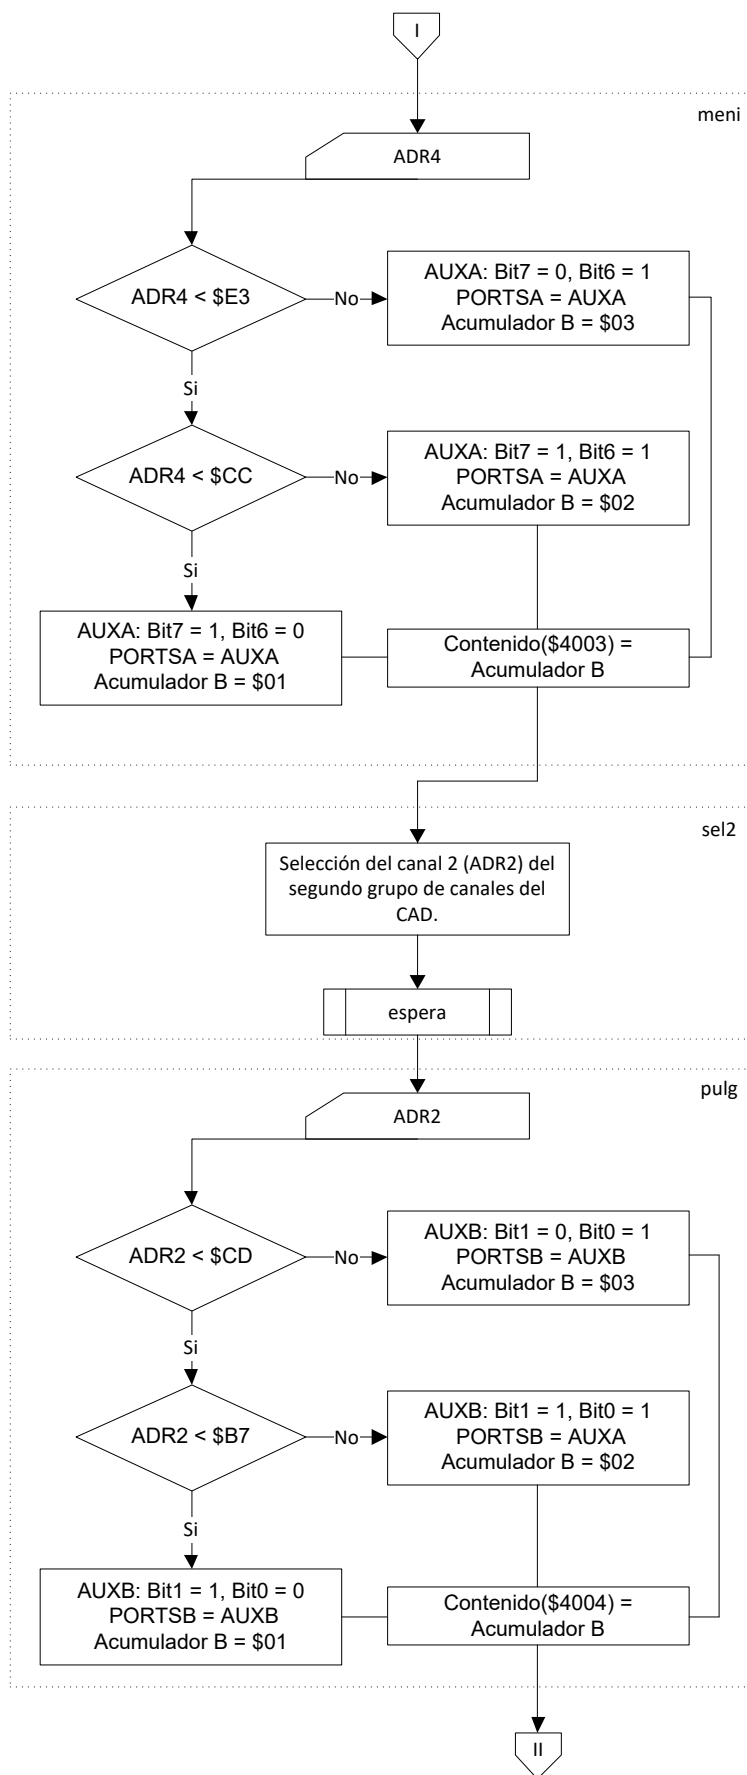 I
meni
ADR4
ADR4 < $E3
No
AUXA: Bit7 = 0, Bit6 = 1
PORTSA = AUXA
Acumulador B = $03
Si
ADR4 < $CC
No
AUXA: Bit7 = 1, Bit6 = 1
PORTSA = AUXA
Acumulador B = $02
Si
AUXA: Bit7 = 1, Bit6 = 0
PORTSA = AUXA
Acumulador B = $01
Contenido($4003) =
Acumulador B
sel2
Selección del canal 2 (ADR2) del
segundo grupo de canales del
CAD.
espera
pulg
ADR2
ADR2 < $CD
No
AUXB: Bit1 = 0, Bit0 = 1
PORTSB = AUXB
Acumulador B = $03
Si
ADR2 < $B7
No
AUXB: Bit1 = 1, Bit0 = 1
PORTSB = AUXA
Acumulador B = $02
Si
AUXB: Bit1 = 1, Bit0 = 0
PORTSB = AUXB
Acumulador B = $01
Contenido($4004) =
Acumulador B
II